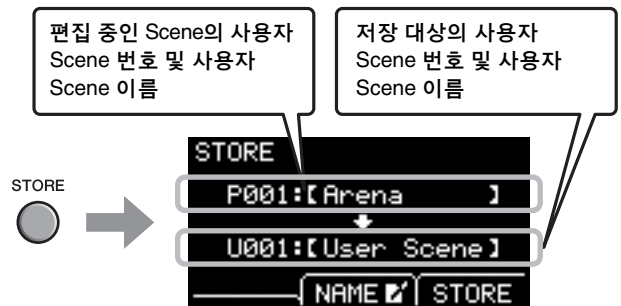 편집 중인 Scene의 사용자
Scene 번호 및 사용자
Scene 이름
저장 대상의 사용자
Scene 번호 및 사용자
Scene 이름
STORE
STORE
P001:[Arena ]
U001:[User Scene]
NAME STORE